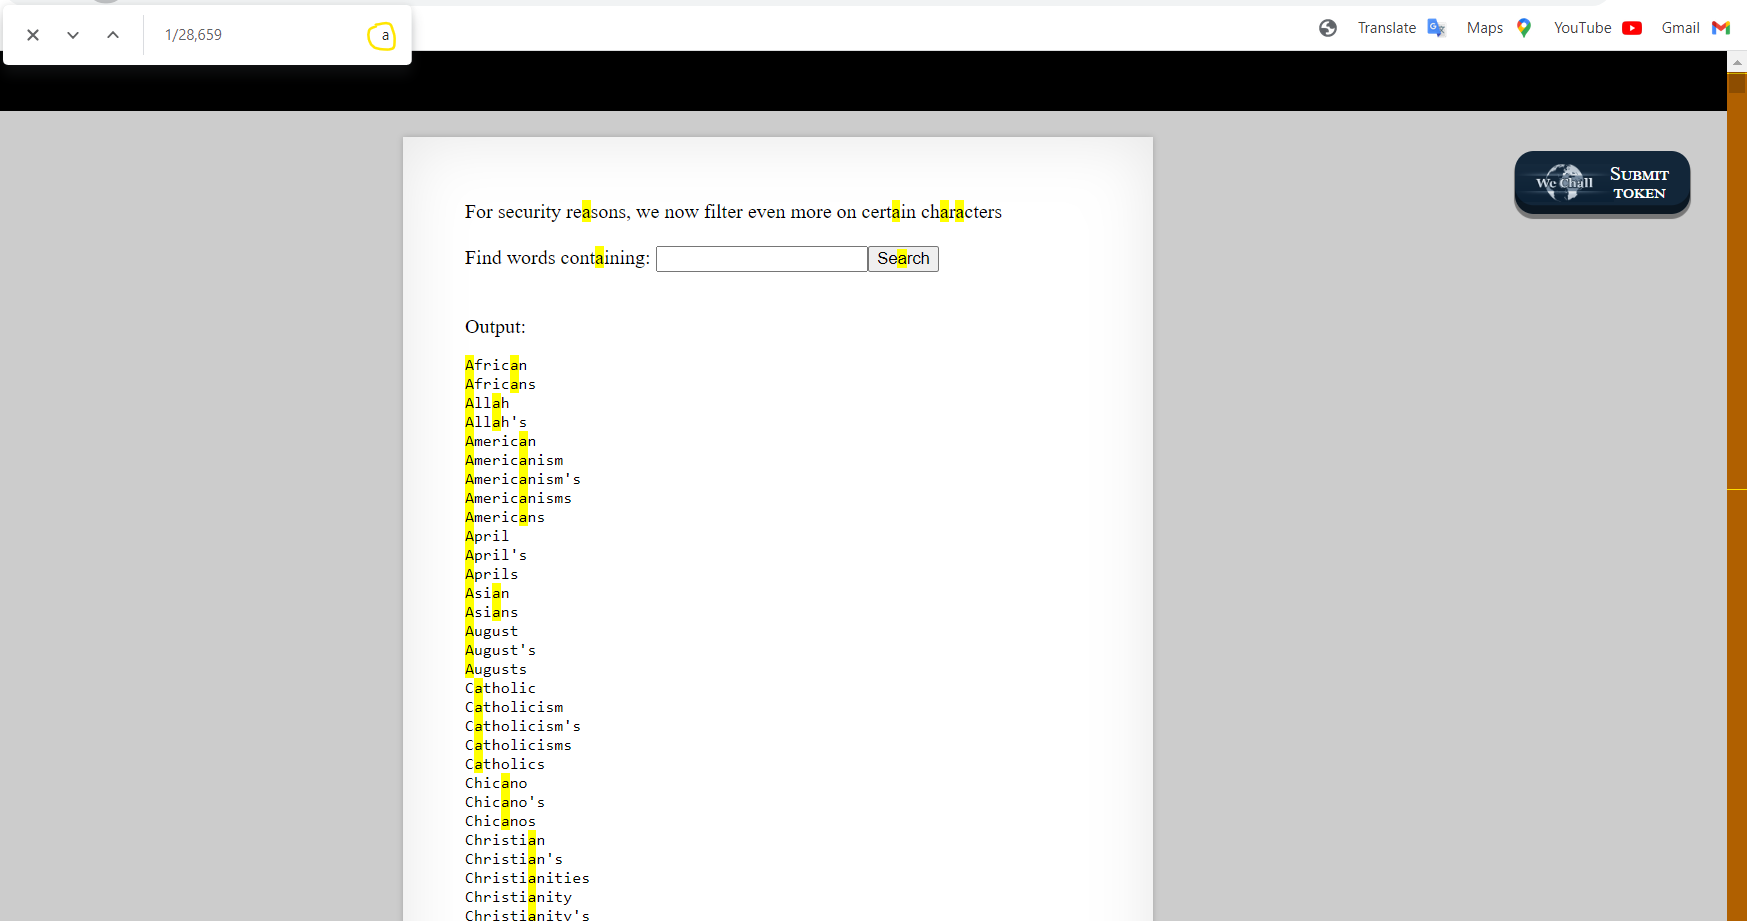 1/28,659 a
Translate Maps YouTube Gmail
We Chall SUBMIT TOKEN
For security reasons, we now filter even more on certain characters
Find words containing: Search
Output:
African
Africans
Allah
Allah's
American
Americanism
Americanism's
Americanisms
Americans
April
April's
Aprils
Asian
Asians
August
August's
Augusts
Catholic
Catholicism
Catholicism's
Catholicisms
Catholics
Chicano
Chicano's
Chicanos
Christian
Christian's
Christianities
Christianity
Christianity's